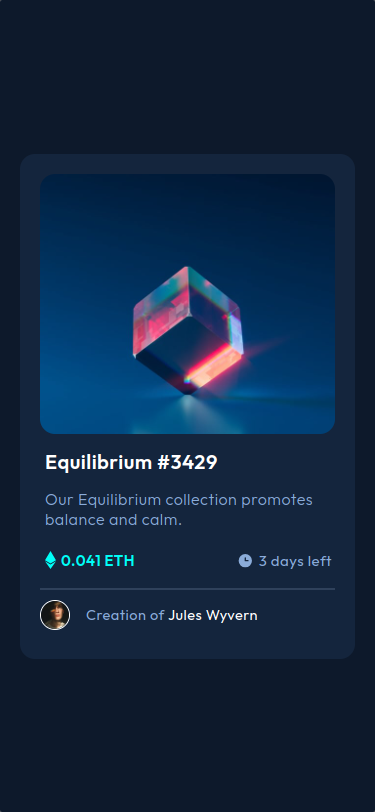 Equilibrium #3429
Our Equilibrium collection promotes
balance and calm.
0.041 ETH
3 days left
Creation of Jules Wyvern